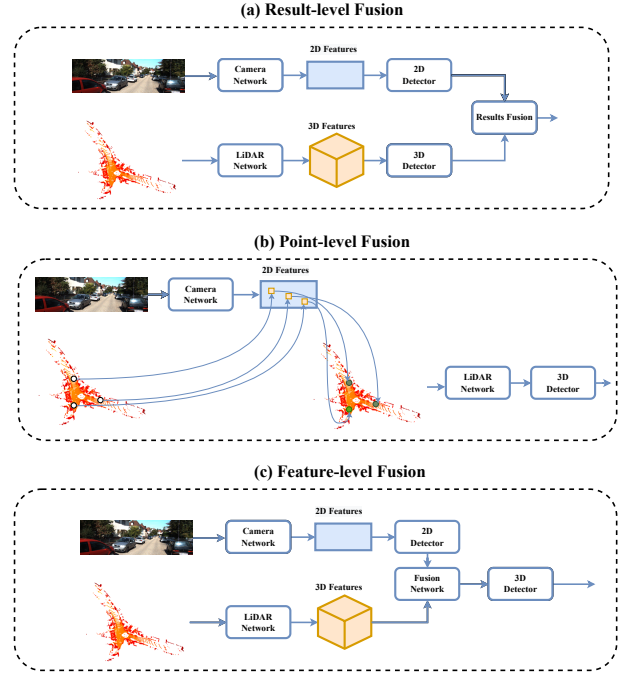 (a) Result-level Fusion
2D Features
Camera
Network
2D
Detector
Results Fusion
3D Features
LiDAR
Network
3D
Detector
(b) Point-level Fusion
2D Features
Camera
Network
LiDAR
Network
3D
Detector
(c) Feature-level Fusion
2D Features
Camera
Network
2D
Detector
Fusion
Network
3D
Detector
3D Features
LiDAR
Network